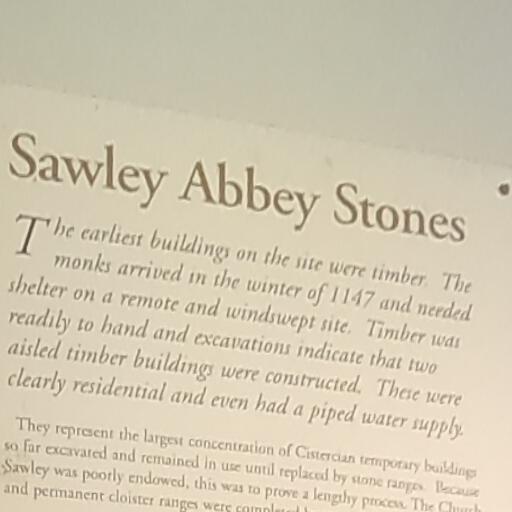 Sawley Abbey Stones
The earliest buildings on the site were timber. The
monks arrived in the winter of 1147 and needed
shelter on a remote and windswept site. Timber was
readily to hand and excavations indicate that two
aisled timber buildings were constructed. These were
clearly residential and even had a piped water supply.
They represent the largest concentration of Cistercian temporary buildings
so far excavated and remained in use until replaced by stone ranges. Because
Sawley was poorly endowed, this was to prove a lengthy process. The Church
and permanent cloister ranges were completed